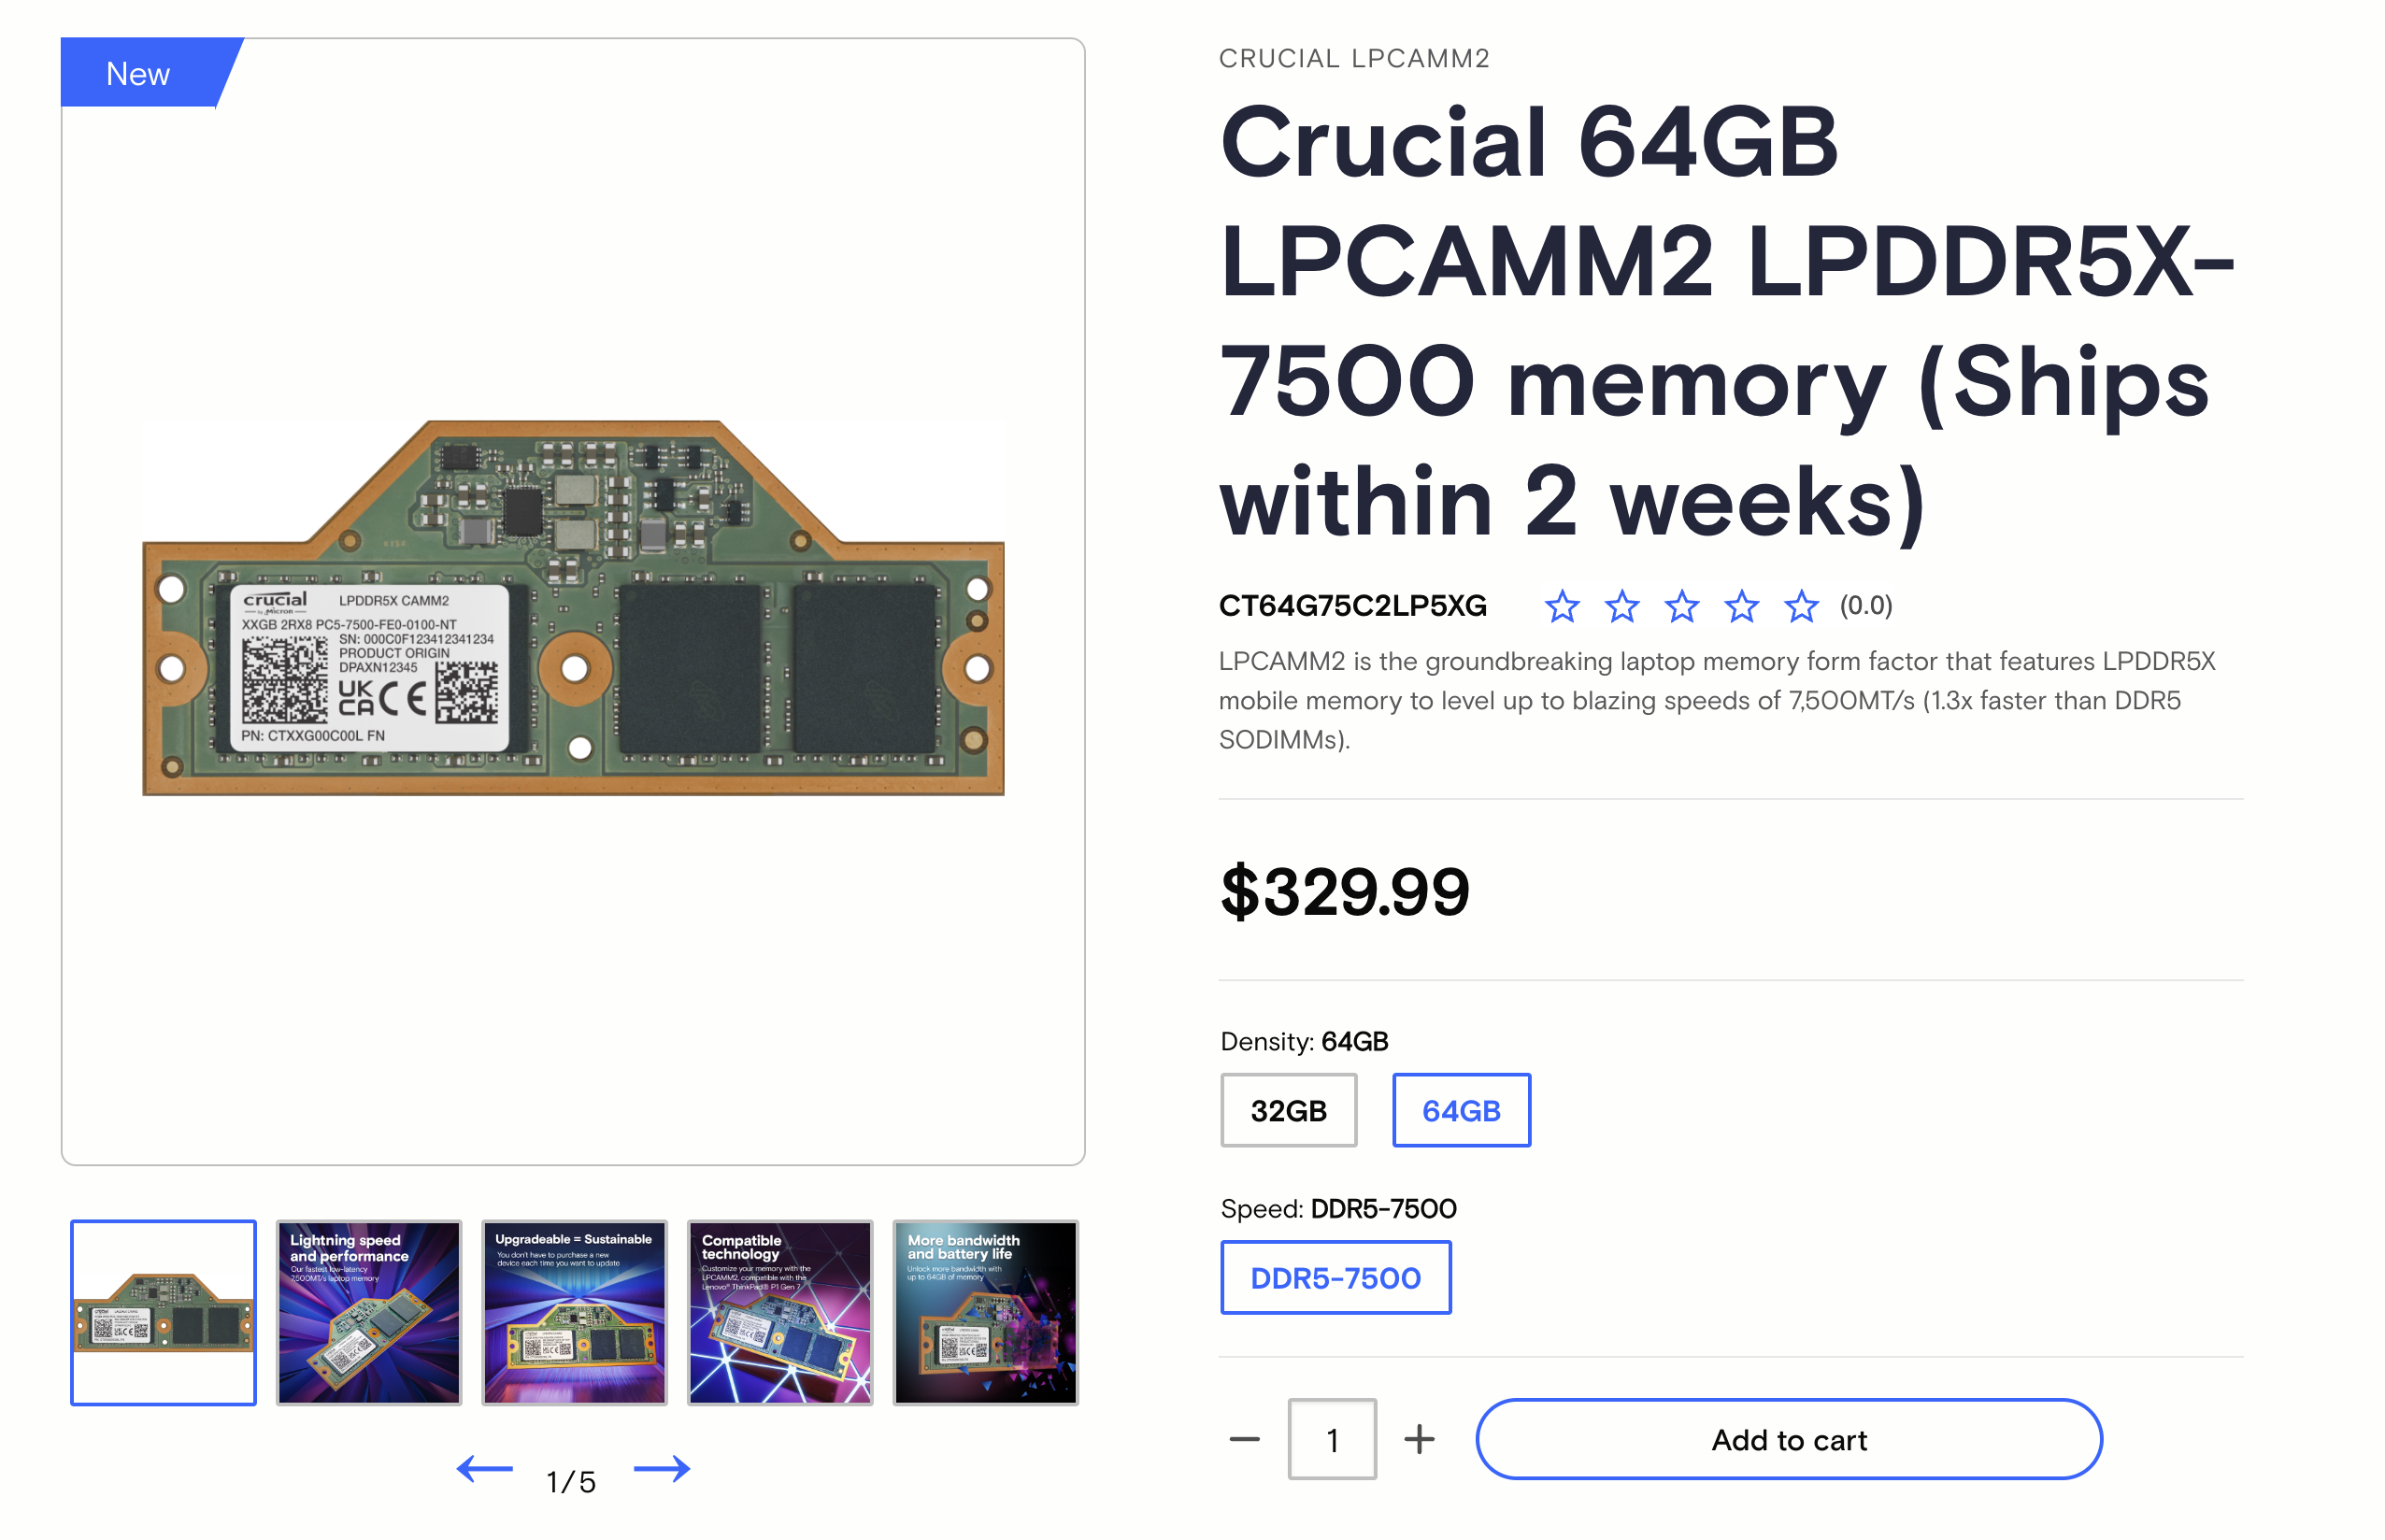 New
crucial
by Micron
LPDDR5X CAMM2
XXGB 2RX8 PC5-7500-FE0-0100-NT
SN: 000C0F123412341234
PRODUCT ORIGIN
DPAXN12345
UK
CA CE
PN: CTXXG00C00L FN
Lightning speed
and performance
Our fastest low-latency
7,500MT/s laptop memory
Upgradeable = Sustainable
You don't have to purchase a new
device each time you want to update
Compatible
technology
Customize your memory with the
LPCAMM2, compatible with the
Lenovo® ThinkPad® P1 Gen 7
More bandwidth
and battery life
Unlock more bandwidth with
up to 64GB of memory
1/5
CRUCIAL LPCAMM2
Crucial 64GB
LPCAMM2 LPDDR5X-
7500 memory (Ships
within 2 weeks)
CT64G75C2LP5XG (0.0)
LPCAMM2 is the groundbreaking laptop memory form factor that features LPDDR5X
mobile memory to level up to blazing speeds of 7,500MT/s (1.3x faster than DDR5
SODIMMs).
$329.99
Density: 64GB
32GB 64GB
Speed: DDR5-7500
DDR5-7500
− 1 + Add to cart